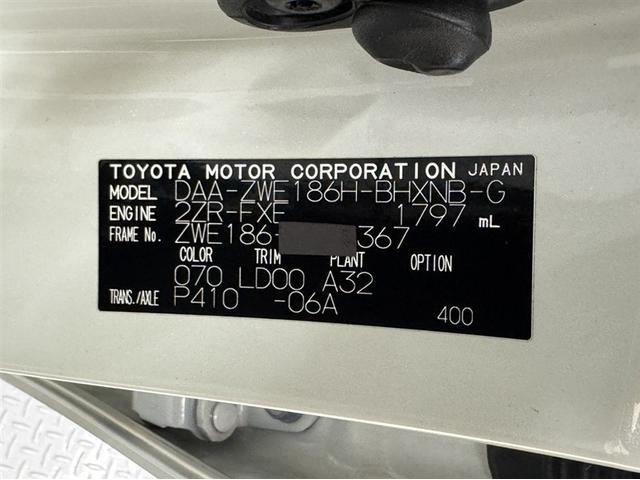 TOYOTA MOTOR CORPORATION JAPAN
MODEL DAA-ZWE186H-BHXNB-G
ENGINE 2ZR-FXE 1797 mL
FRAME No. ZWE186- 367
COLOR TRIM PLANT OPTION
070 LD00 A32
TRANS./AXLE P410 -06A 400